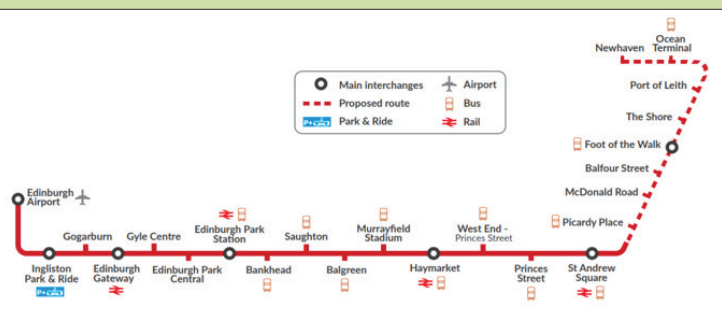 Ocean
Terminal
Newhaven
Port of Leith
The Shore
Foot of the Walk
Balfour Street
McDonald Road
Picardy Place
Main interchanges
Airport
Proposed route
Bus
P+
Park & Ride
Rail
Edinburgh
Airport
Gogarburn
Gyle Centre
Edinburgh Park
Station
Saughton
Murrayfield
Stadium
West End -
Princes Street
Ingliston
Park & Ride
P+
Edinburgh
Gateway
Edinburgh Park
Central
Bankhead
Balgreen
Haymarket
Princes
Street
St Andrew
Square